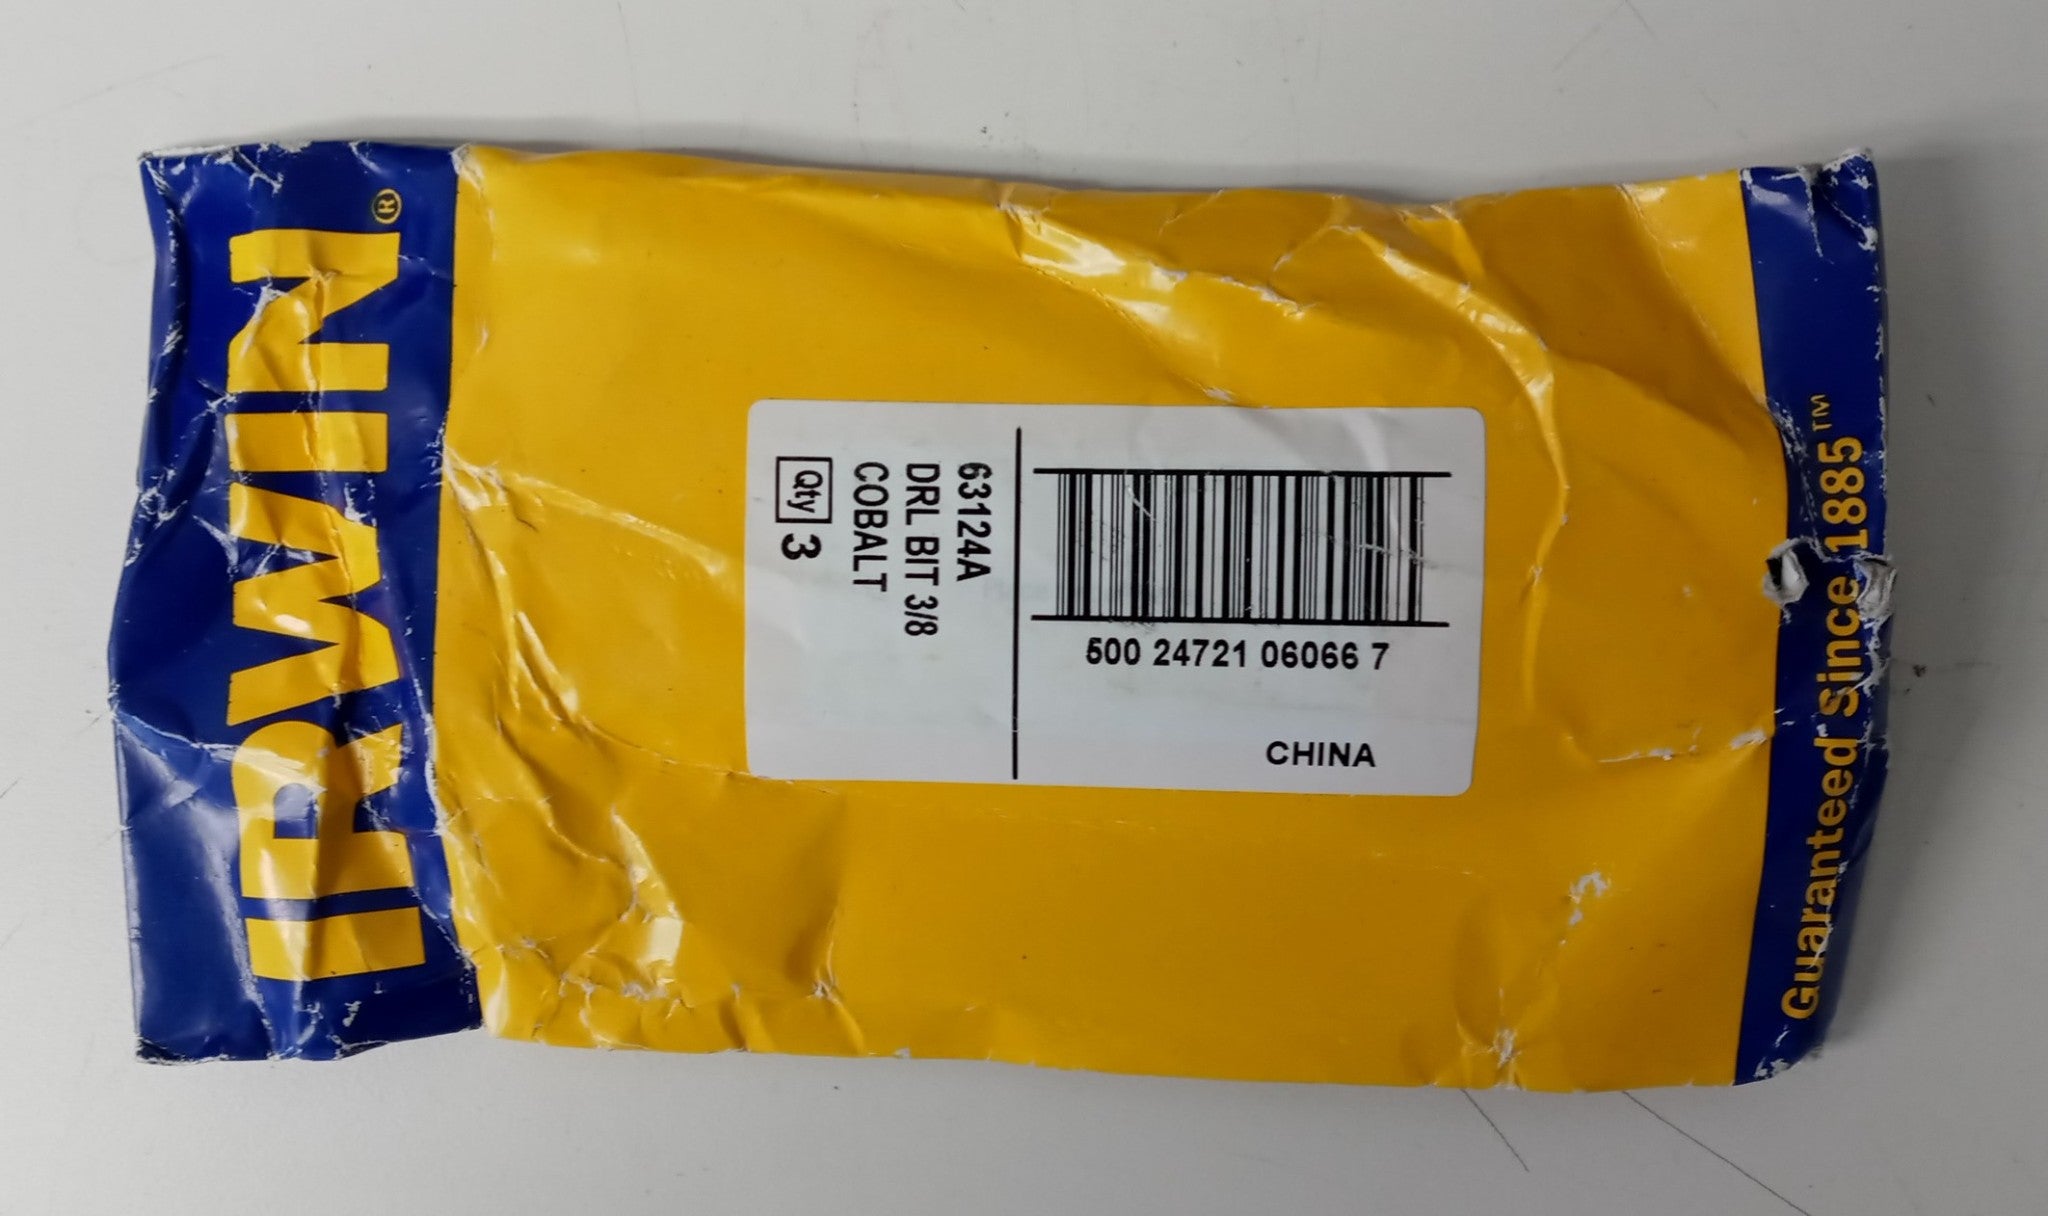 IRWIN®
63124A
DRL BIT 3/8
COBALT
Qty 3
500 24721 06066 7
CHINA
Guaranteed Since 1885™